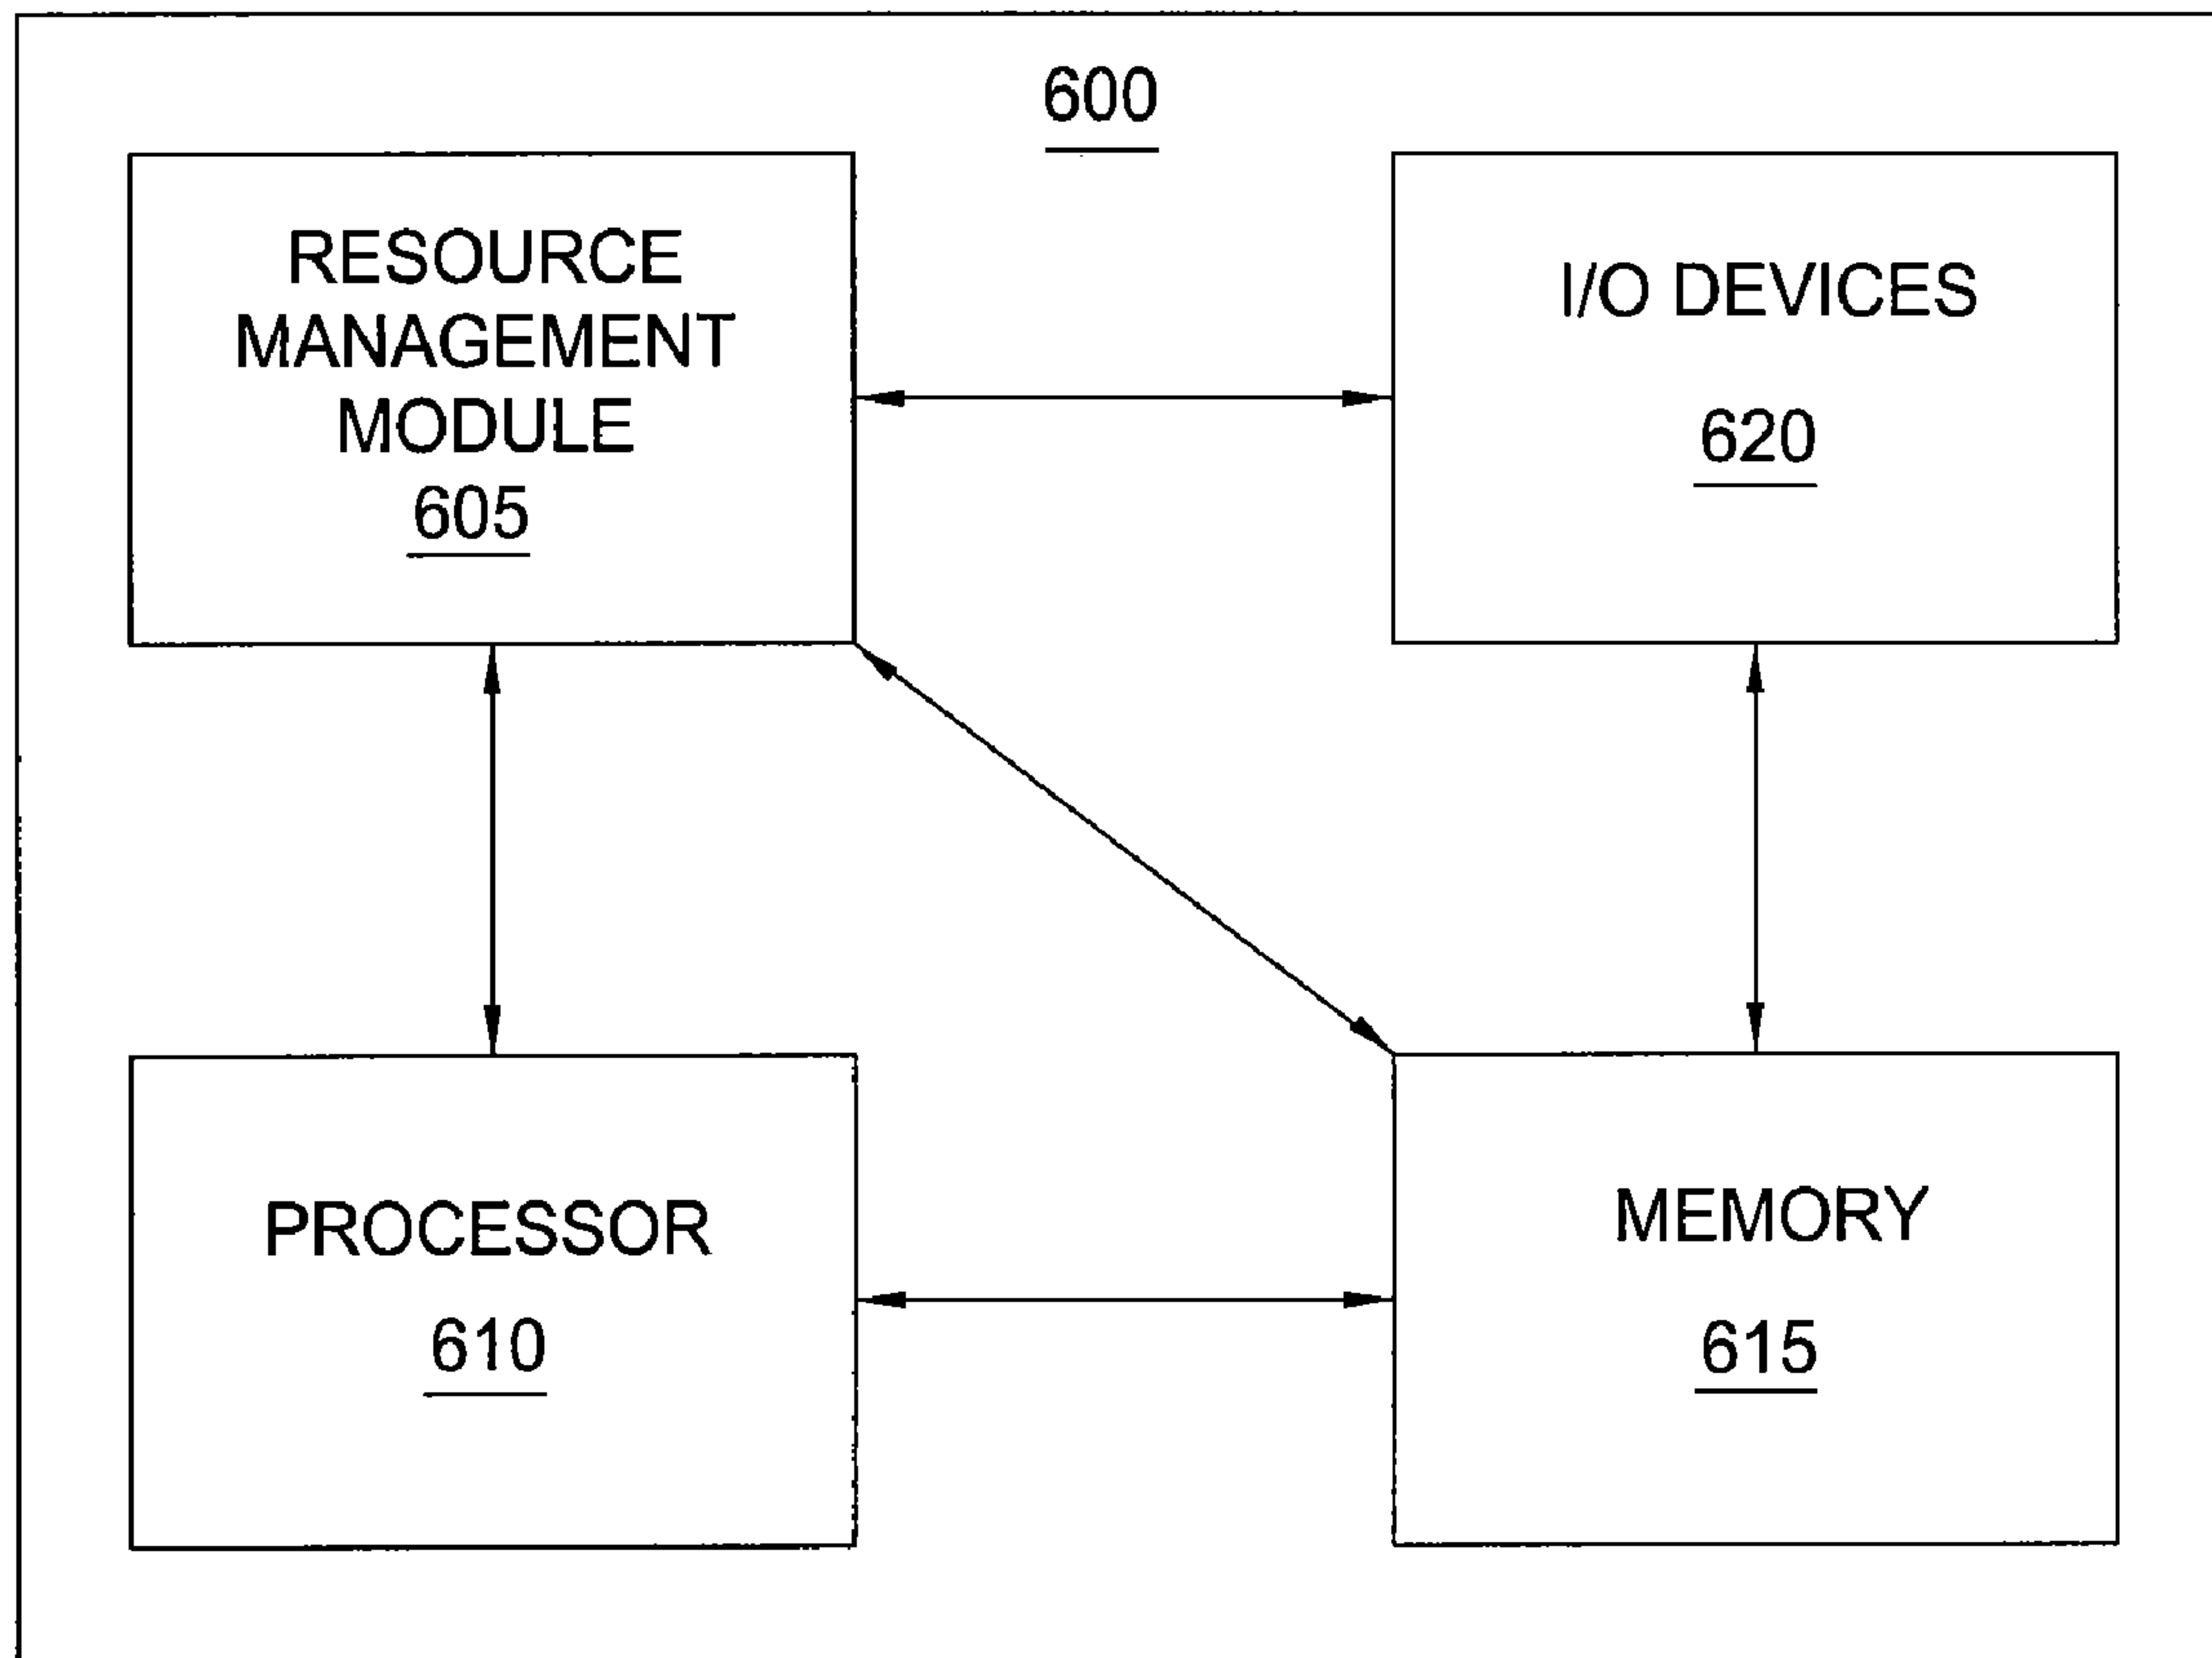 600
RESOURCE
MANAGEMENT
MODULE
605
I/O DEVICES
620
PROCESSOR
610
MEMORY
615